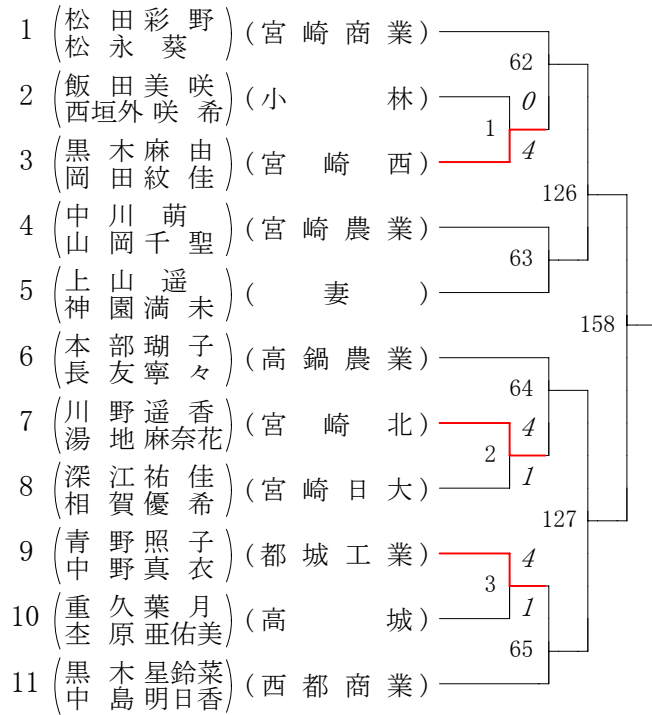 1 (松田彩野 松永葵) (宮崎商業)
62
2 (飯田美咲 西垣外咲希) (小林)
0
1
4
3 (黒木麻由 岡田紋佳) (宮崎西)
126
4 (中川萌 山岡千聖) (宮崎農業)
63
5 (上山遥 神園満未) (妻)
158
6 (本部瑚子 長友寧々) (高鍋農業)
64
7 (川野遥香 湯地麻奈花) (宮崎北)
4
2
1
8 (深江祐佳 相賀優希) (宮崎日大)
127
9 (青野照子 中野真衣) (都城工業)
4
3
1
10 (重久葉月 杢原亜佑美) (高城)
65
11 (黒木星鈴菜 中島明日香) (西都商業)